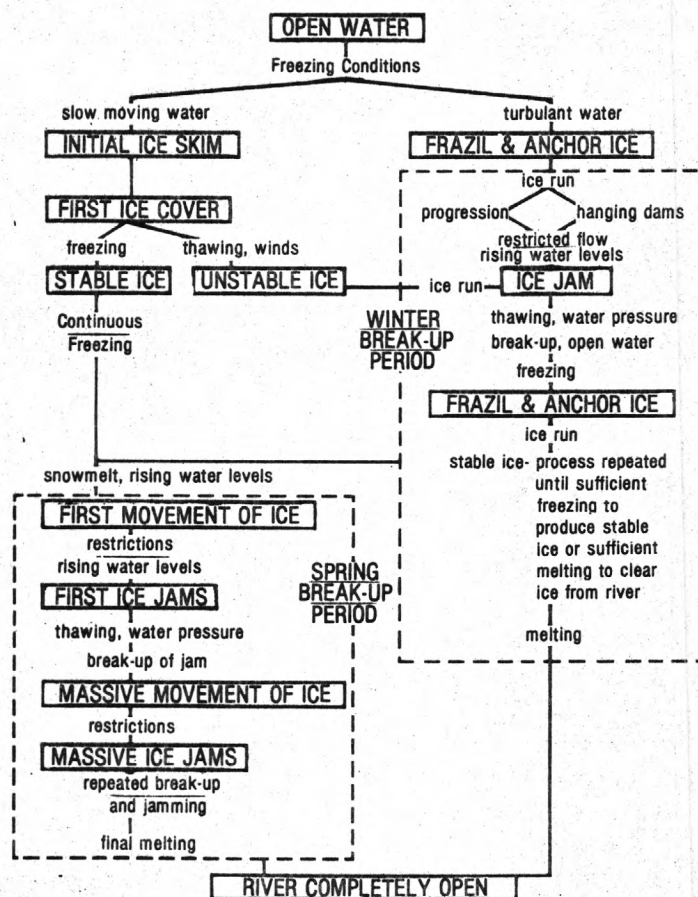 OPEN WATER
Freezing Conditions
slow moving water
INITIAL ICE SKIM
FIRST ICE COVER
freezing
thawing, winds
STABLE ICE
UNSTABLE ICE
Continuous
Freezing
turbulant water
FRAZIL & ANCHOR ICE
ice run
progression
hanging dams
restricted flow
rising water levels
ice run
ICE JAM
WINTER
BREAK-UP
PERIOD
thawing, water pressure
break-up, open water
freezing
FRAZIL & ANCHOR ICE
ice run
stable ice- process repeated
until sufficient
freezing to
produce stable
ice or sufficient
melting to clear
ice from river
melting
snowmelt, rising water levels
FIRST MOVEMENT OF ICE
restrictions
rising water levels
FIRST ICE JAMS
SPRING
BREAK-UP
PERIOD
thawing, water pressure
break-up of jam
MASSIVE MOVEMENT OF ICE
restrictions
MASSIVE ICE JAMS
repeated break-up
and jamming
final melting
RIVER COMPLETELY OPEN